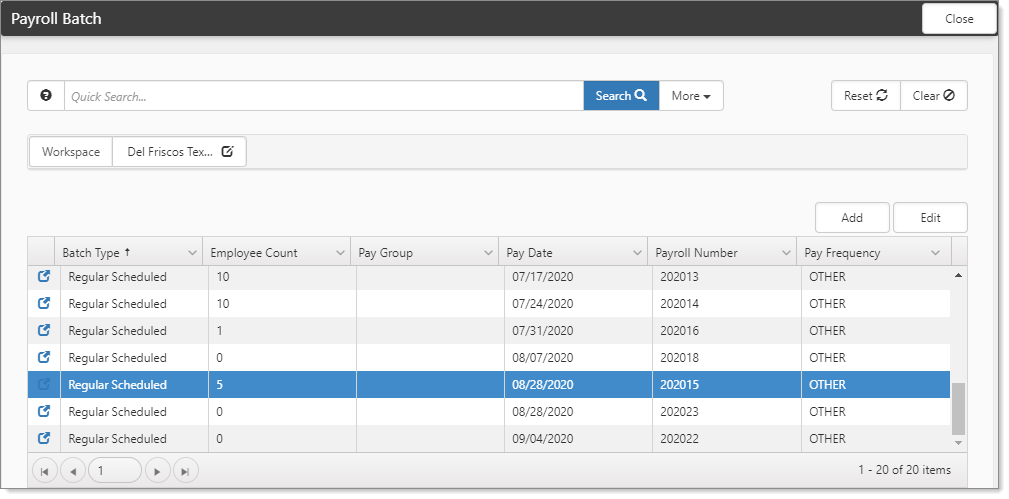 Payroll Batch Close
Quick Search... Search More Reset Clear
Workspace Del Friscos Tex...
Add Edit
Batch Type ↑ Employee Count Pay Group Pay Date Payroll Number Pay Frequency
Regular Scheduled 10 07/17/2020 202013 OTHER
Regular Scheduled 10 07/24/2020 202014 OTHER
Regular Scheduled 1 07/31/2020 202016 OTHER
Regular Scheduled 0 08/07/2020 202018 OTHER
Regular Scheduled 5 08/28/2020 202015 OTHER
Regular Scheduled 0 08/28/2020 202023 OTHER
Regular Scheduled 0 09/04/2020 202022 OTHER
1 1 - 20 of 20 items